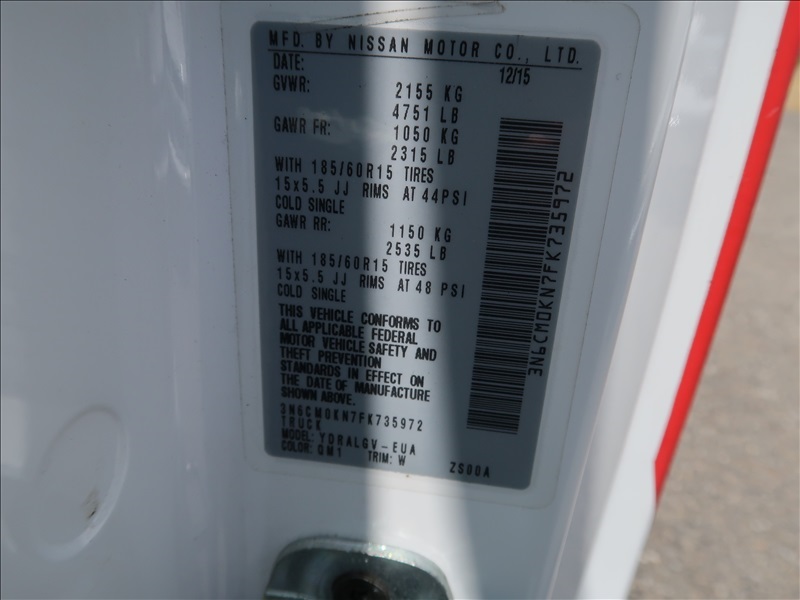 MFD. BY NISSAN MOTOR CO., LTD.
DATE: 12/15
GVWR: 2155 KG
4751 LB
GAWR FR: 1050 KG
2315 LB
WITH 185/60R15 TIRES
15x5.5 JJ RIMS AT 44PSI
COLD SINGLE
GAWR RR: 1150 KG
2535 LB
WITH 185/60R15 TIRES
15x5.5 JJ RIMS AT 48 PSI
COLD SINGLE
THIS VEHICLE CONFORMS TO
ALL APPLICABLE FEDERAL
MOTOR VEHICLE SAFETY AND
THEFT PREVENTION
STANDARDS IN EFFECT ON
THE DATE OF MANUFACTURE
SHOWN ABOVE.
3N6CM0KN7FK735972
TRUCK
MODEL: YDRALGV-EUA
COLOR: QM1 TRIM: W ZS00A
3N6CM0KN7FK735972